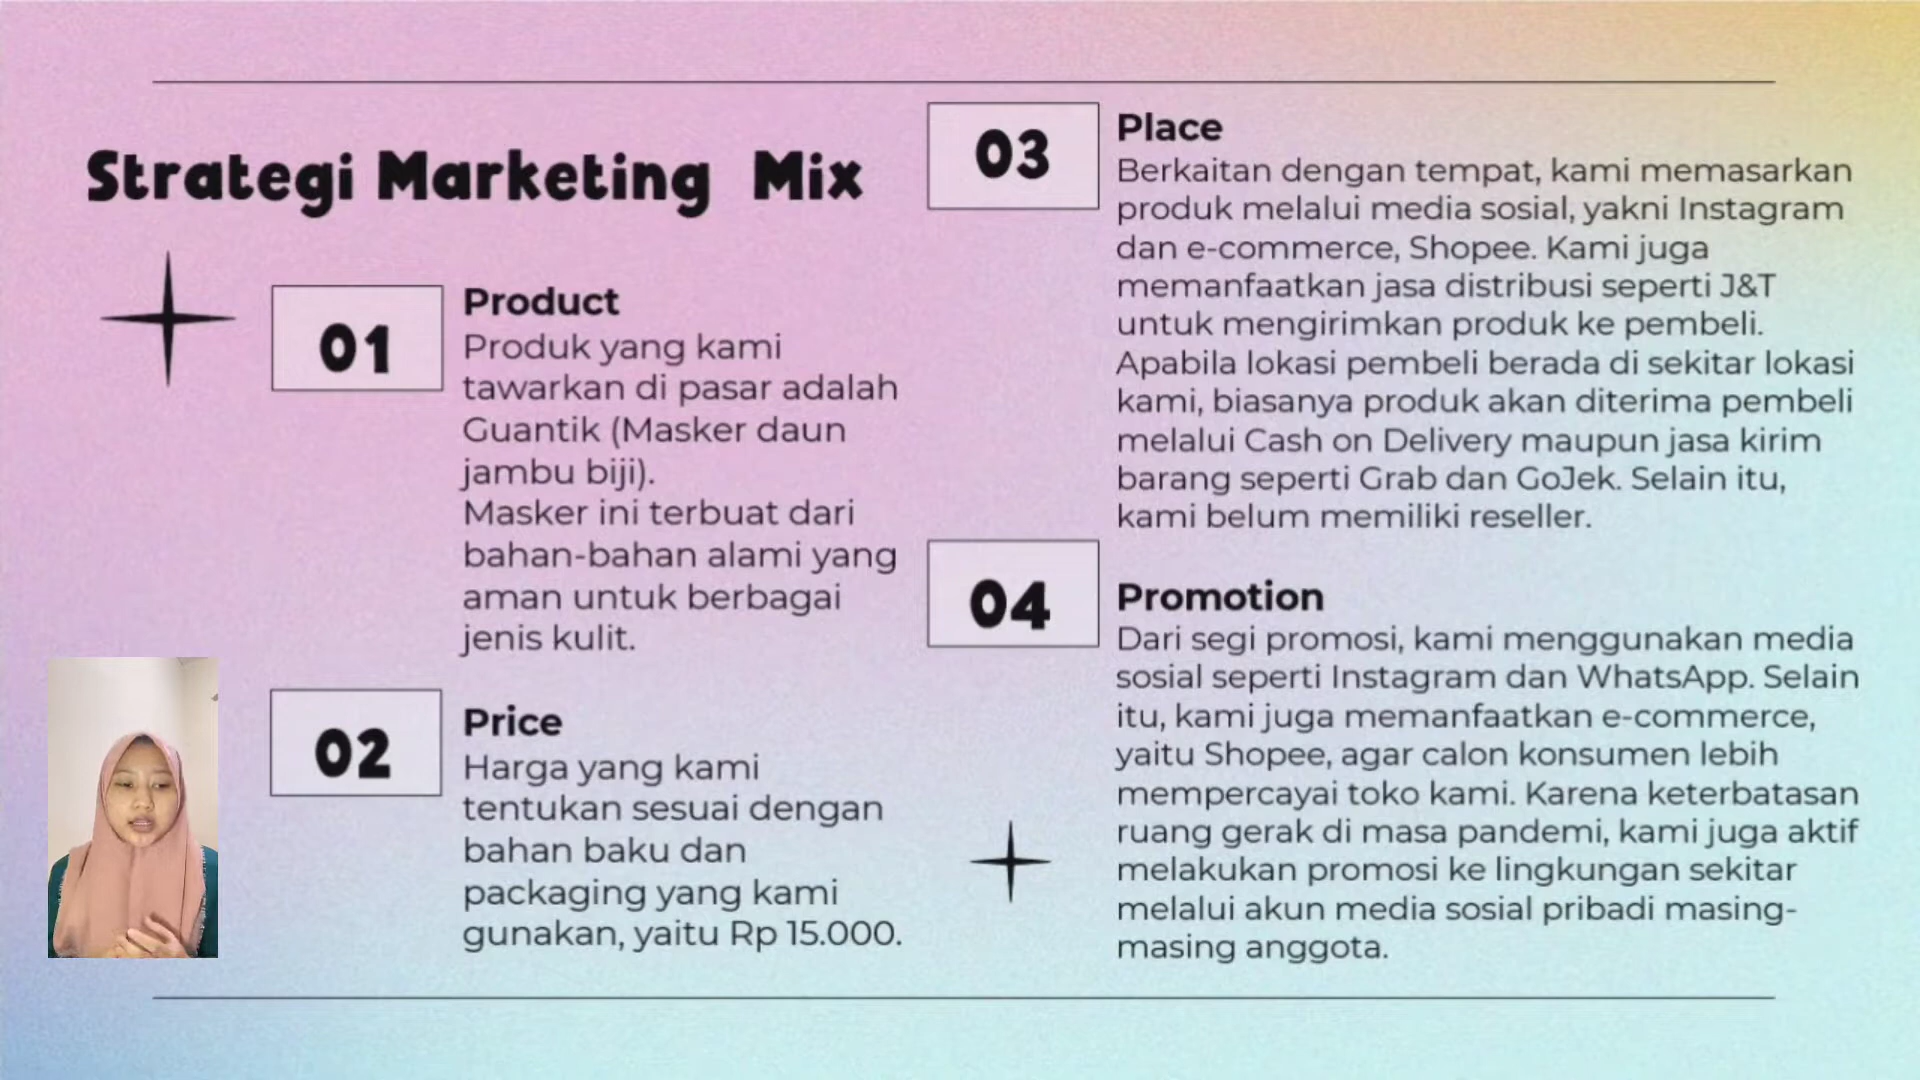 Strategi Marketing Mix
01
Product
Produk yang kami
tawarkan di pasar adalah
Guantik (Masker daun
jambu biji).
Masker ini terbuat dari
bahan-bahan alami yang
aman untuk berbagai
jenis kulit.
02
Price
Harga yang kami
tentukan sesuai dengan
bahan baku dan
packaging yang kami
gunakan, yaitu Rp 15.000.
03
Place
Berkaitan dengan tempat, kami memasarkan
produk melalui media sosial, yakni Instagram
dan e-commerce, Shopee. Kami juga
memanfaatkan jasa distribusi seperti J&T
untuk mengirimkan produk ke pembeli.
Apabila lokasi pembeli berada di sekitar lokasi
kami, biasanya produk akan diterima pembeli
melalui Cash on Delivery maupun jasa kirim
barang seperti Grab dan GoJek. Selain itu,
kami belum memiliki reseller.
04
Promotion
Dari segi promosi, kami menggunakan media
sosial seperti Instagram dan WhatsApp. Selain
itu, kami juga memanfaatkan e-commerce,
yaitu Shopee, agar calon konsumen lebih
mempercayai toko kami. Karena keterbatasan
ruang gerak di masa pandemi, kami juga aktif
melakukan promosi ke lingkungan sekitar
melalui akun media sosial pribadi masing-
masing anggota.